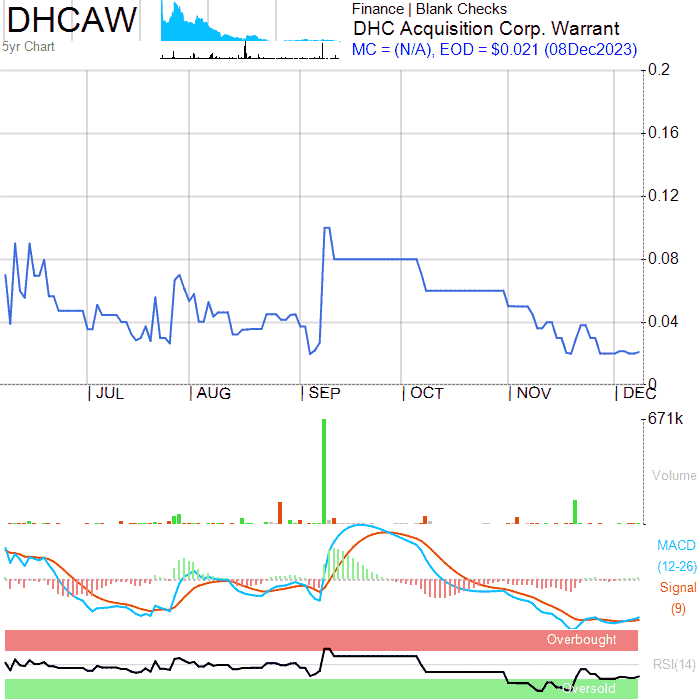 DHCAW
5yr Chart
Finance | Blank Checks
DHC Acquisition Corp. Warrant
MC = (N/A), EOD = $0.021 (08Dec2023)
0.2
0.16
0.12
0.08
0.04
0
JUL AUG SEP OCT NOV DEC
671k
Volume
MACD
(12-26)
Signal
(9)
Overbought
RSI(14)
Oversold